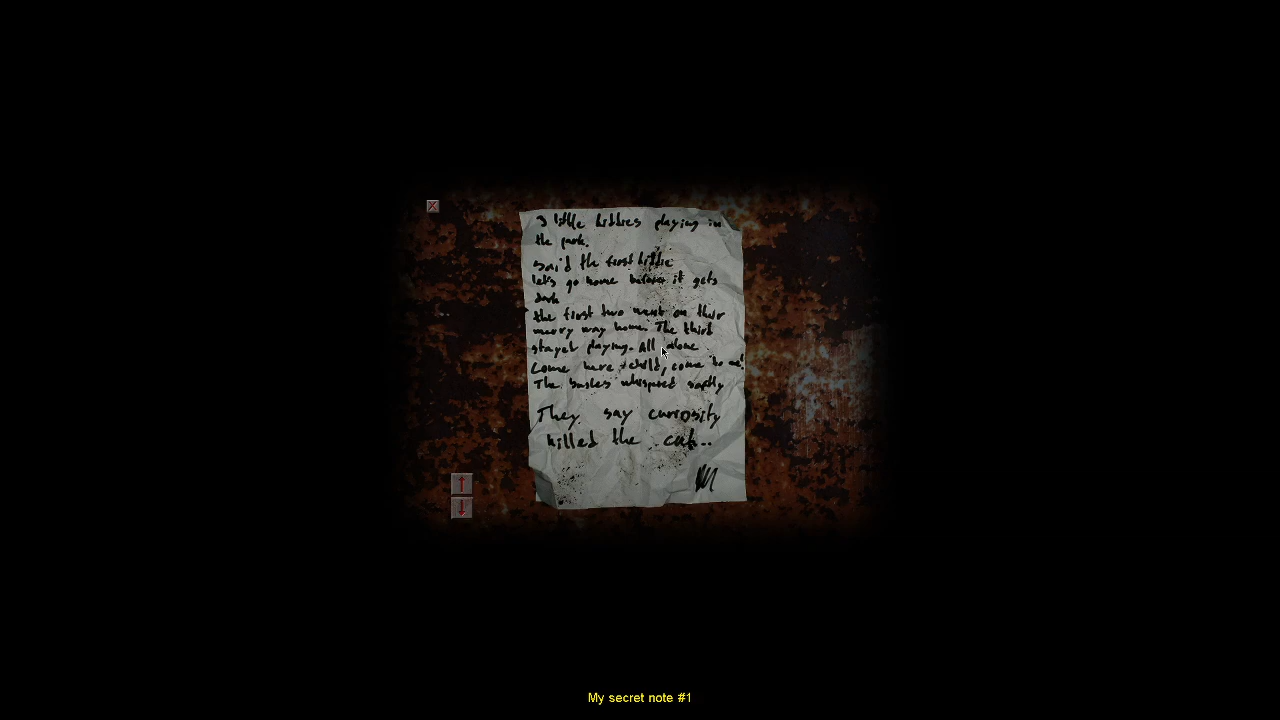 3 little kiddies playing in
the park.
said the first kiddie
let's go home before it gets
dark
the first two went on their
merry way home. The third
stayed playing. All alone
Come here child, come to me!
The bushes whispered softly
They say curiosity
killed the cat...
My secret note #1